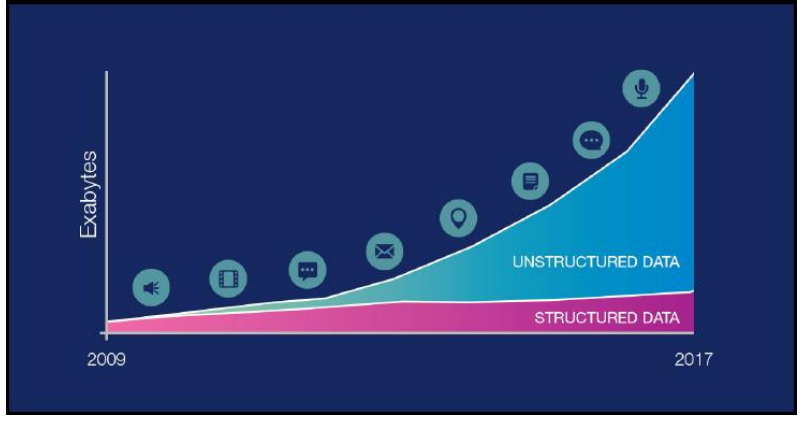 Exabytes
UNSTRUCTURED DATA
STRUCTURED DATA
2009
2017